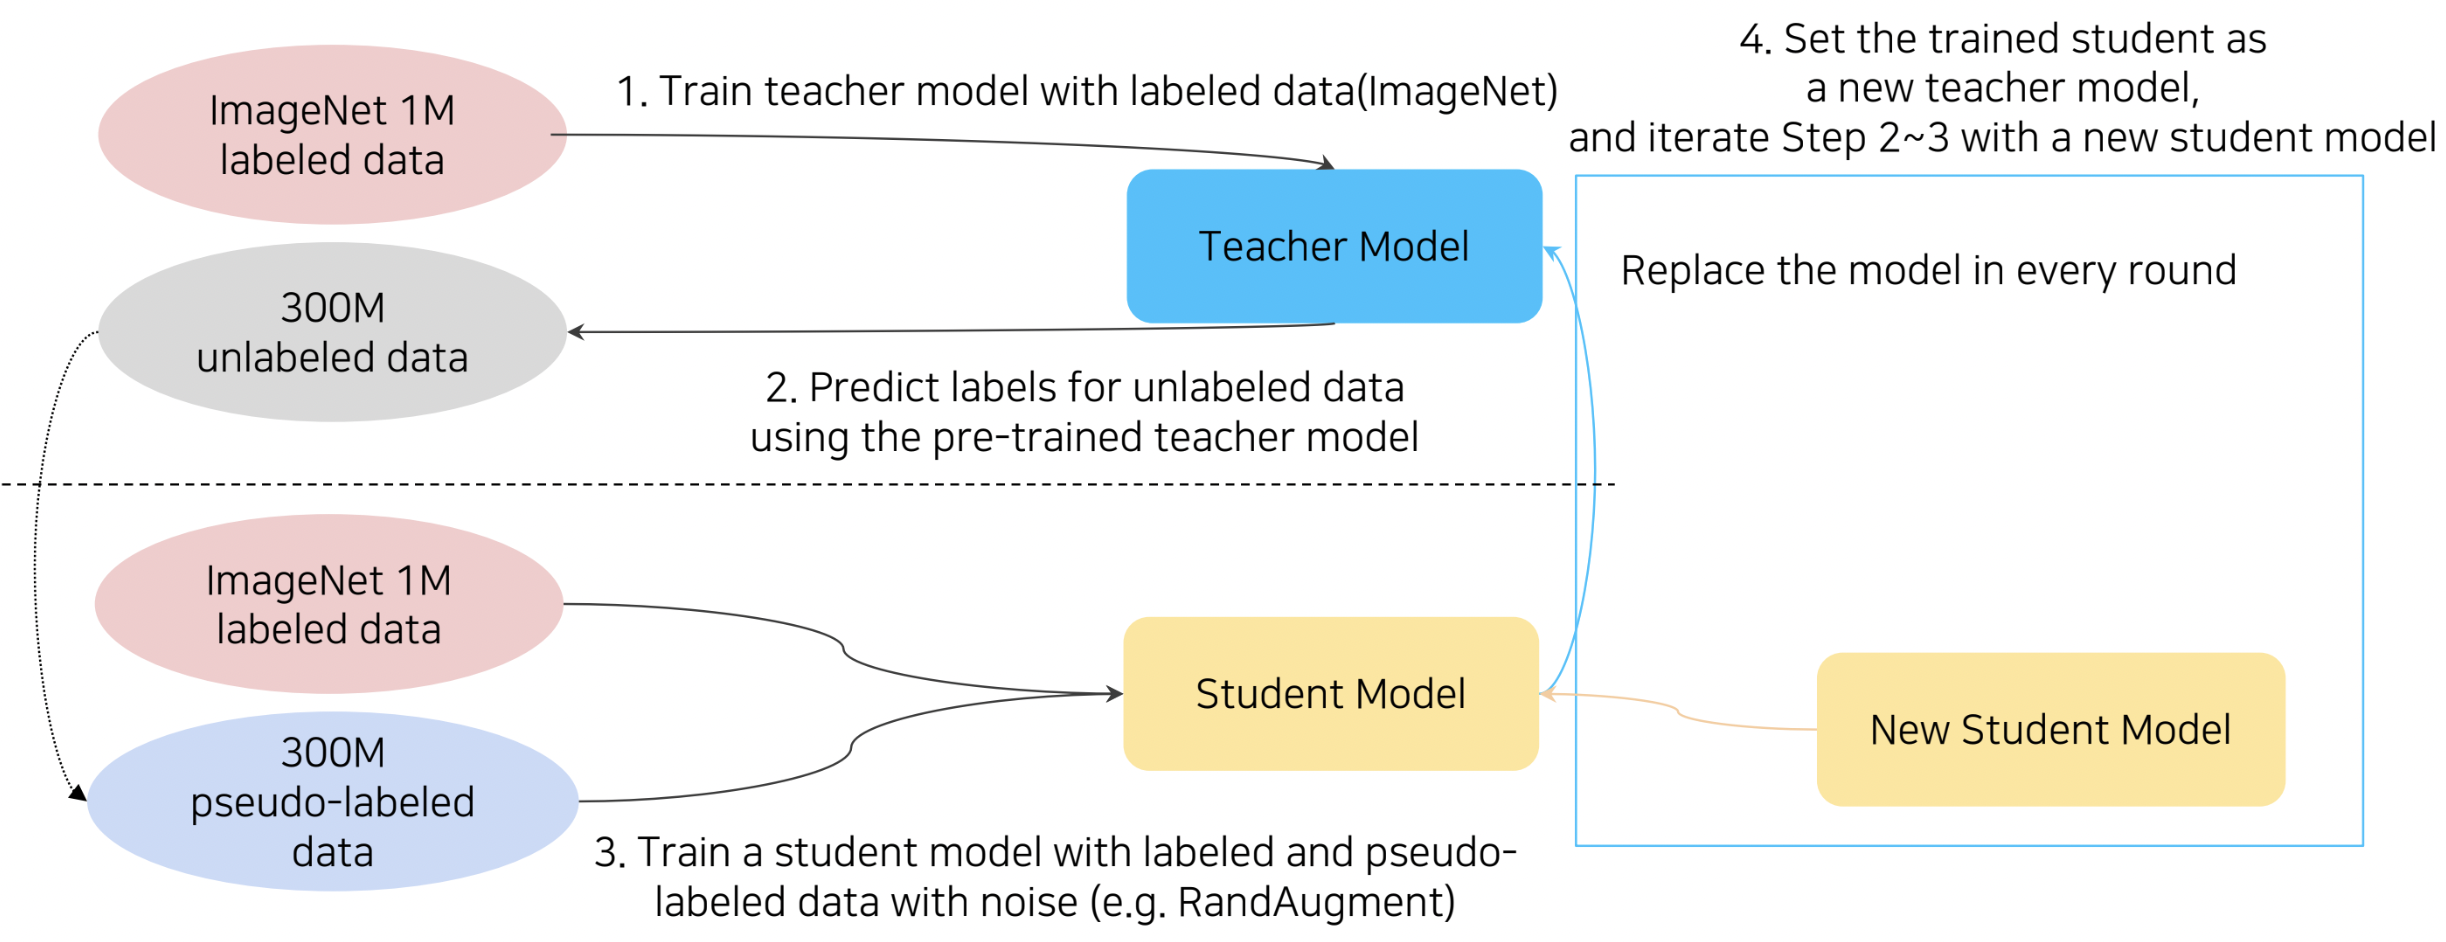 ImageNet 1M
labeled data
1. Train teacher model with labeled data(ImageNet)
4. Set the trained student as
a new teacher model,
and iterate Step 2~3 with a new student model
Teacher Model
Replace the model in every round
300M
unlabeled data
2. Predict labels for unlabeled data
using the pre-trained teacher model
ImageNet 1M
labeled data
Student Model
New Student Model
300M
pseudo-labeled
data
3. Train a student model with labeled and pseudo-
labeled data with noise (e.g. RandAugment)